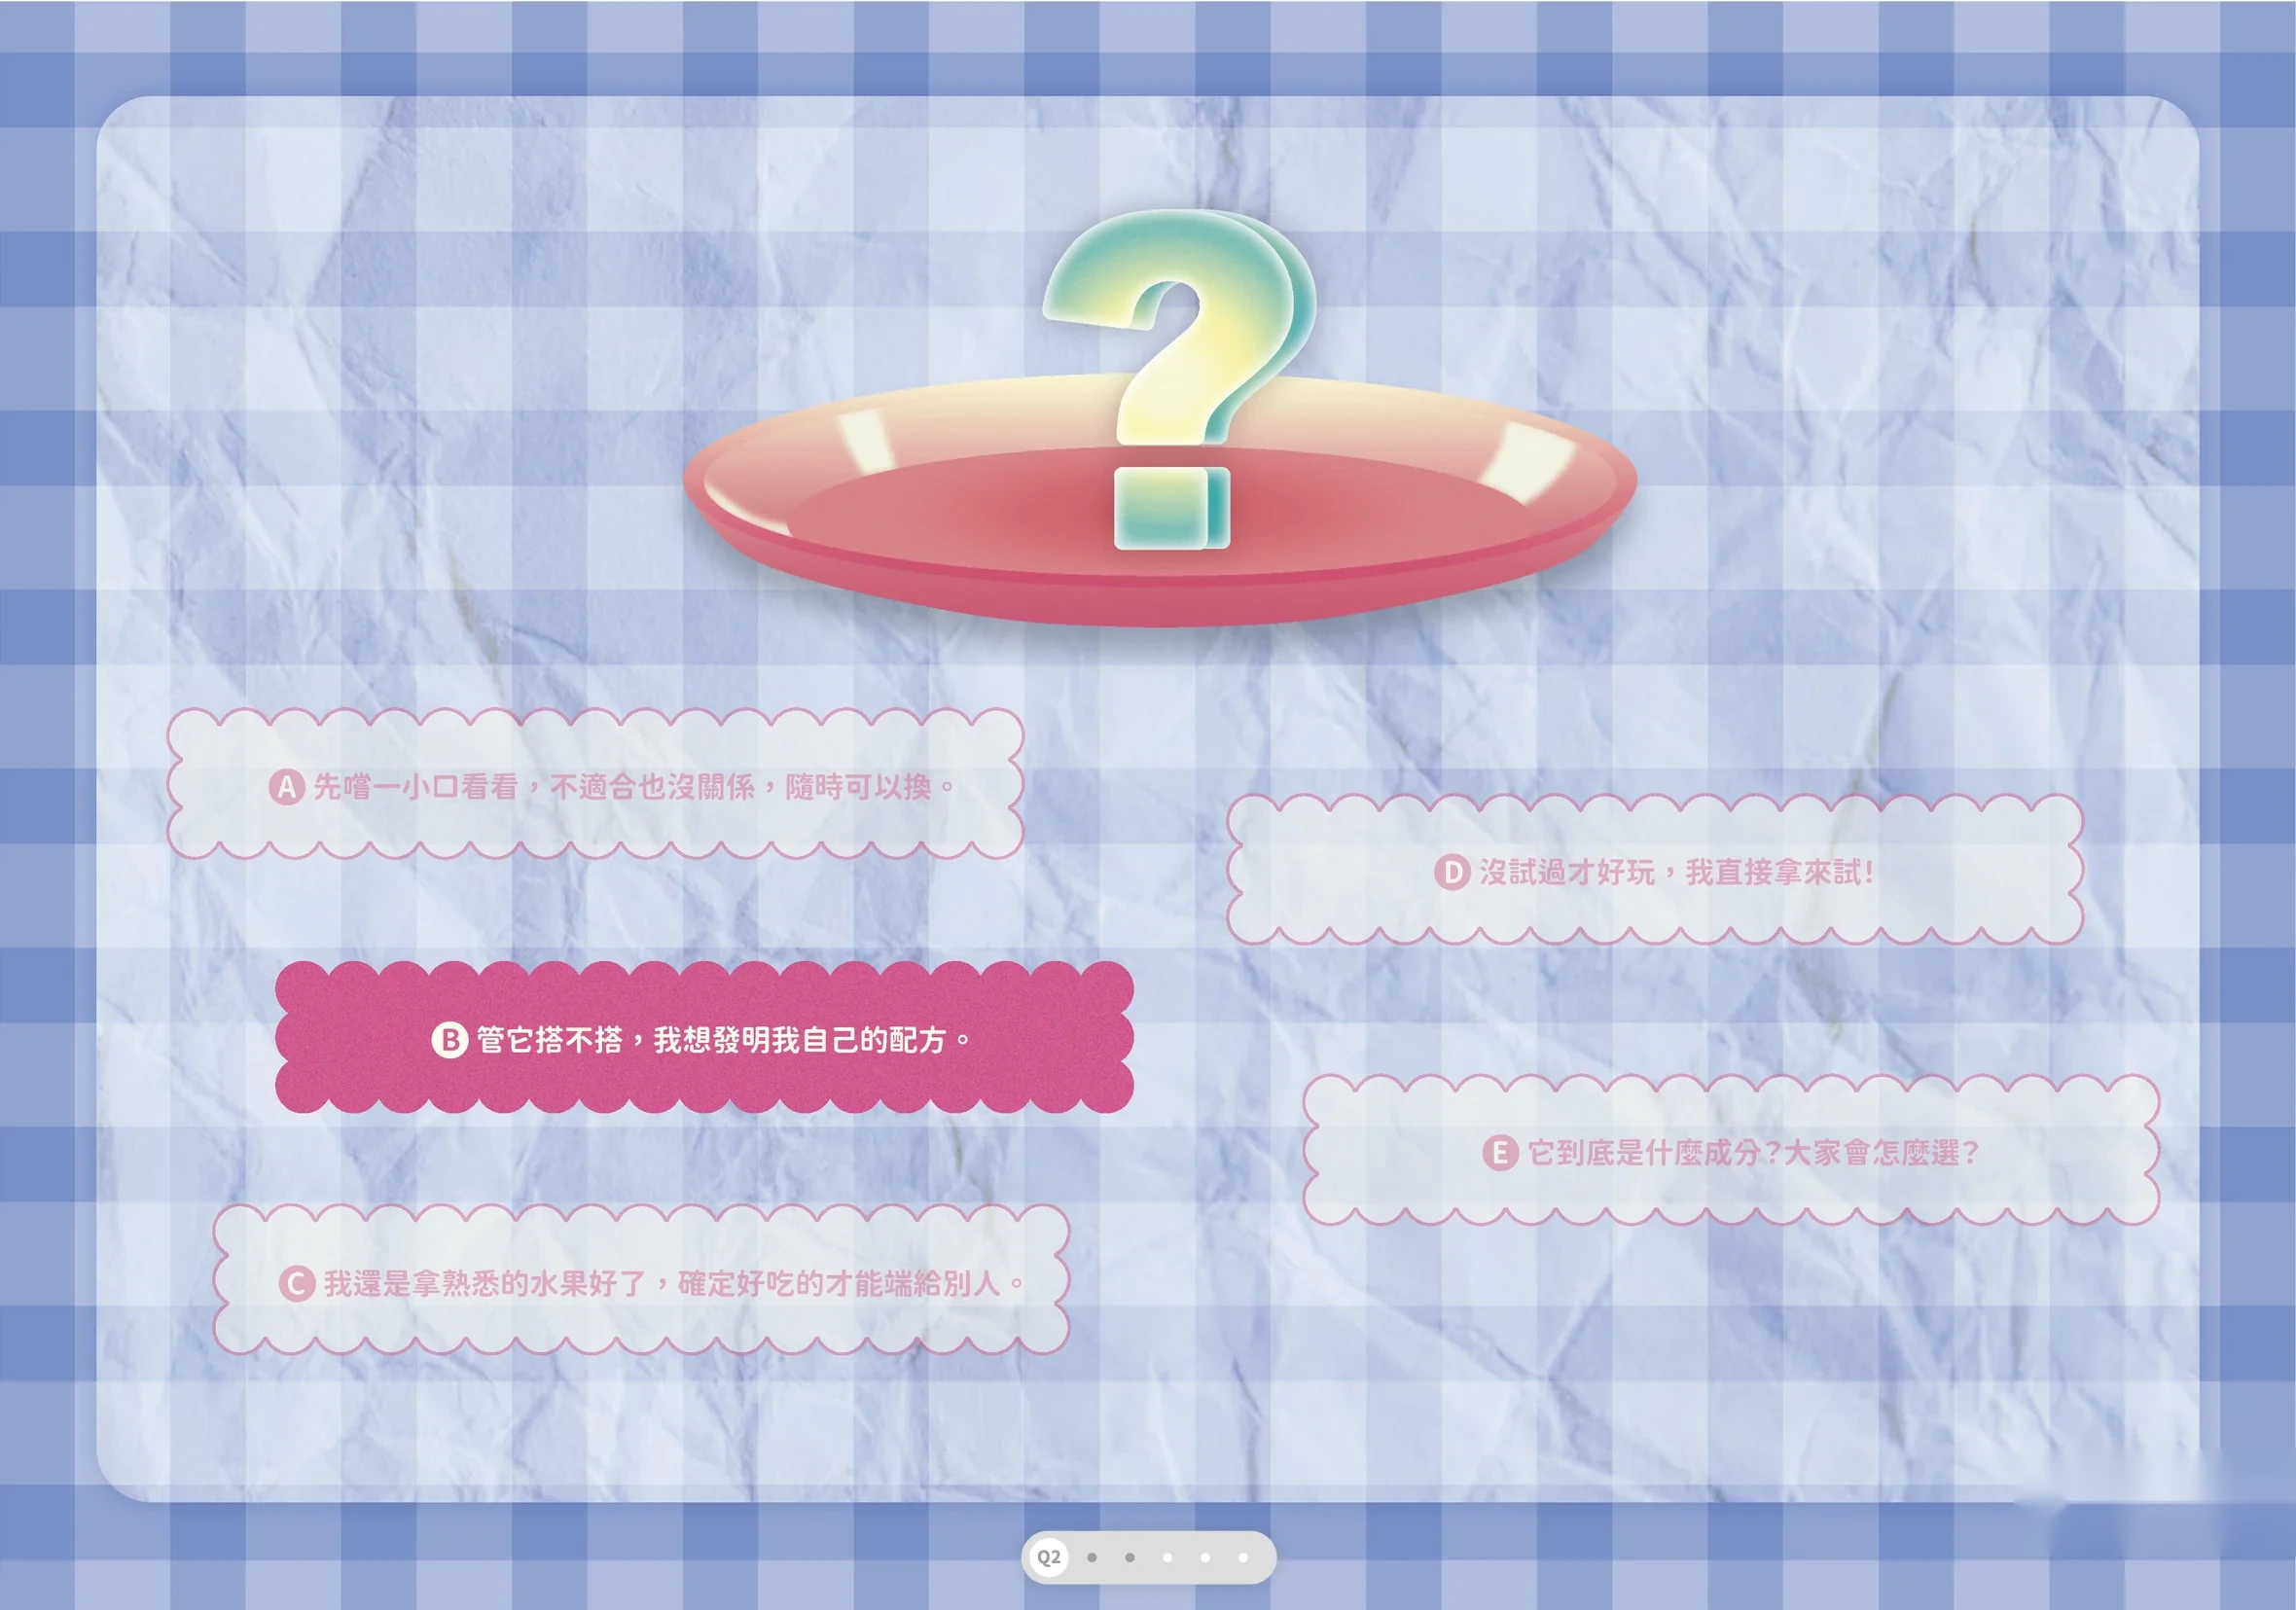 A 先嚐一小口看看，不適合也沒關係，隨時可以換。
B 管它搭不搭，我想發明我自己的配方。
C 我還是拿熟悉的水果好了，確定好吃的才能端給別人。
D 沒試過才好玩，我直接拿來試!
E 它到底是什麼成分?大家會怎麼選?
Q2